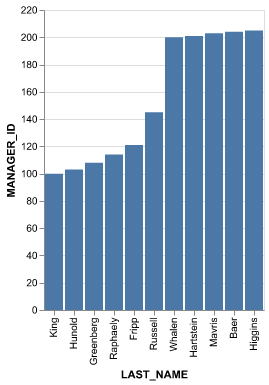 220
200
180
160
140
120
100
80
60
40
20
0
MANAGER_ID
King
Hunold
Greenberg
Raphaely
Fripp
Russell
Whalen
Hartstein
Mavris
Baer
Higgins
LAST_NAME